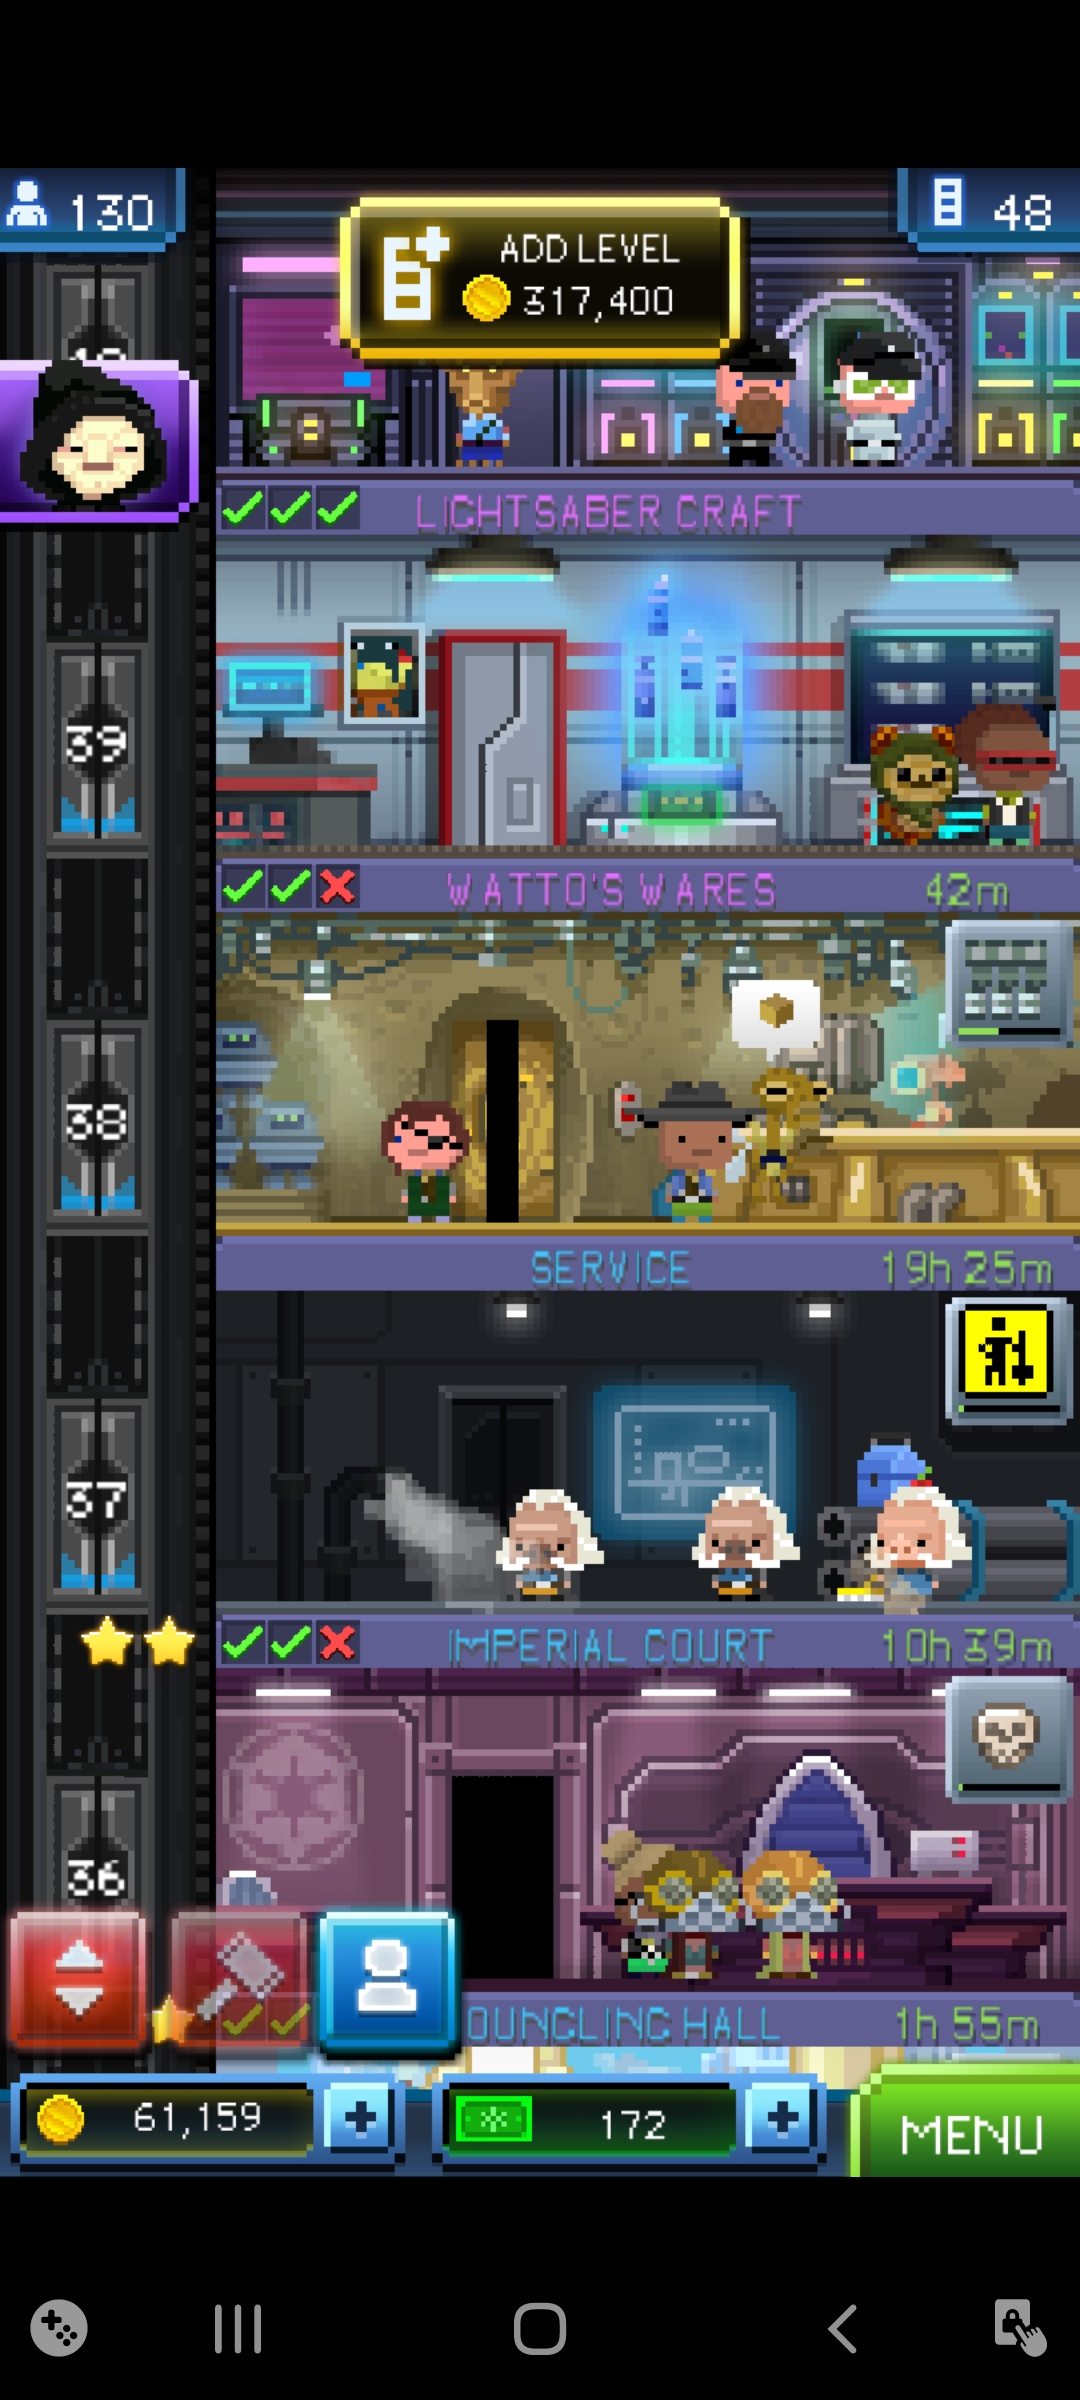 130
48
ADD LEVEL
317,400
LIGHTSABER CRAFT
39
WATTO'S WARES 42m
38
SERVICE 19h 25m
37
IMPERIAL COURT 10h 39m
36
OUNGLING HALL 1h 55m
61,159
172
MENU